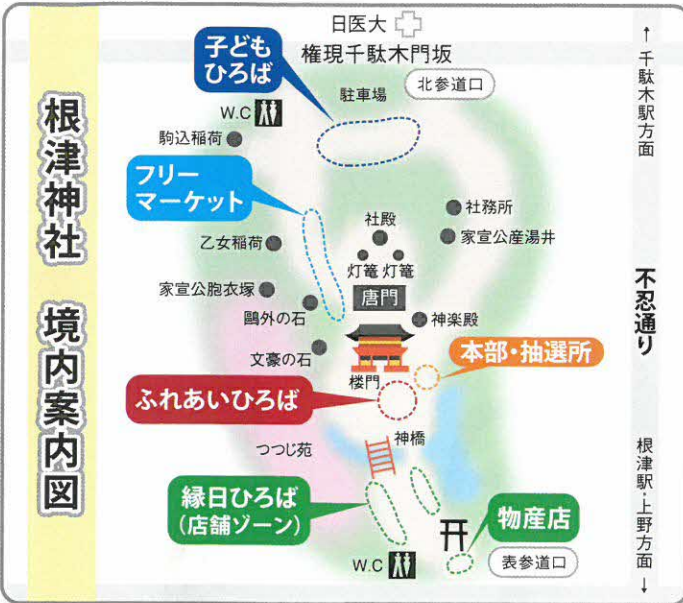 根津神社 境内案内図
日医大
権現千駄木門坂
子ども
ひろば
駐車場
北参道口
W.C
駒込稲荷
フリー
マーケット
社殿
社務所
家宣公産湯井
乙女稲荷
灯篭 灯篭
唐門
家宣公胞衣塚
鷗外の石
神楽殿
文豪の石
楼門
本部・抽選所
ふれあいひろば
つつじ苑
神橋
縁日ひろば
(店舗ゾーン)
物産店
W.C
表参道口
↑千駄木駅方面
不忍通り
根津駅・上野方面↓